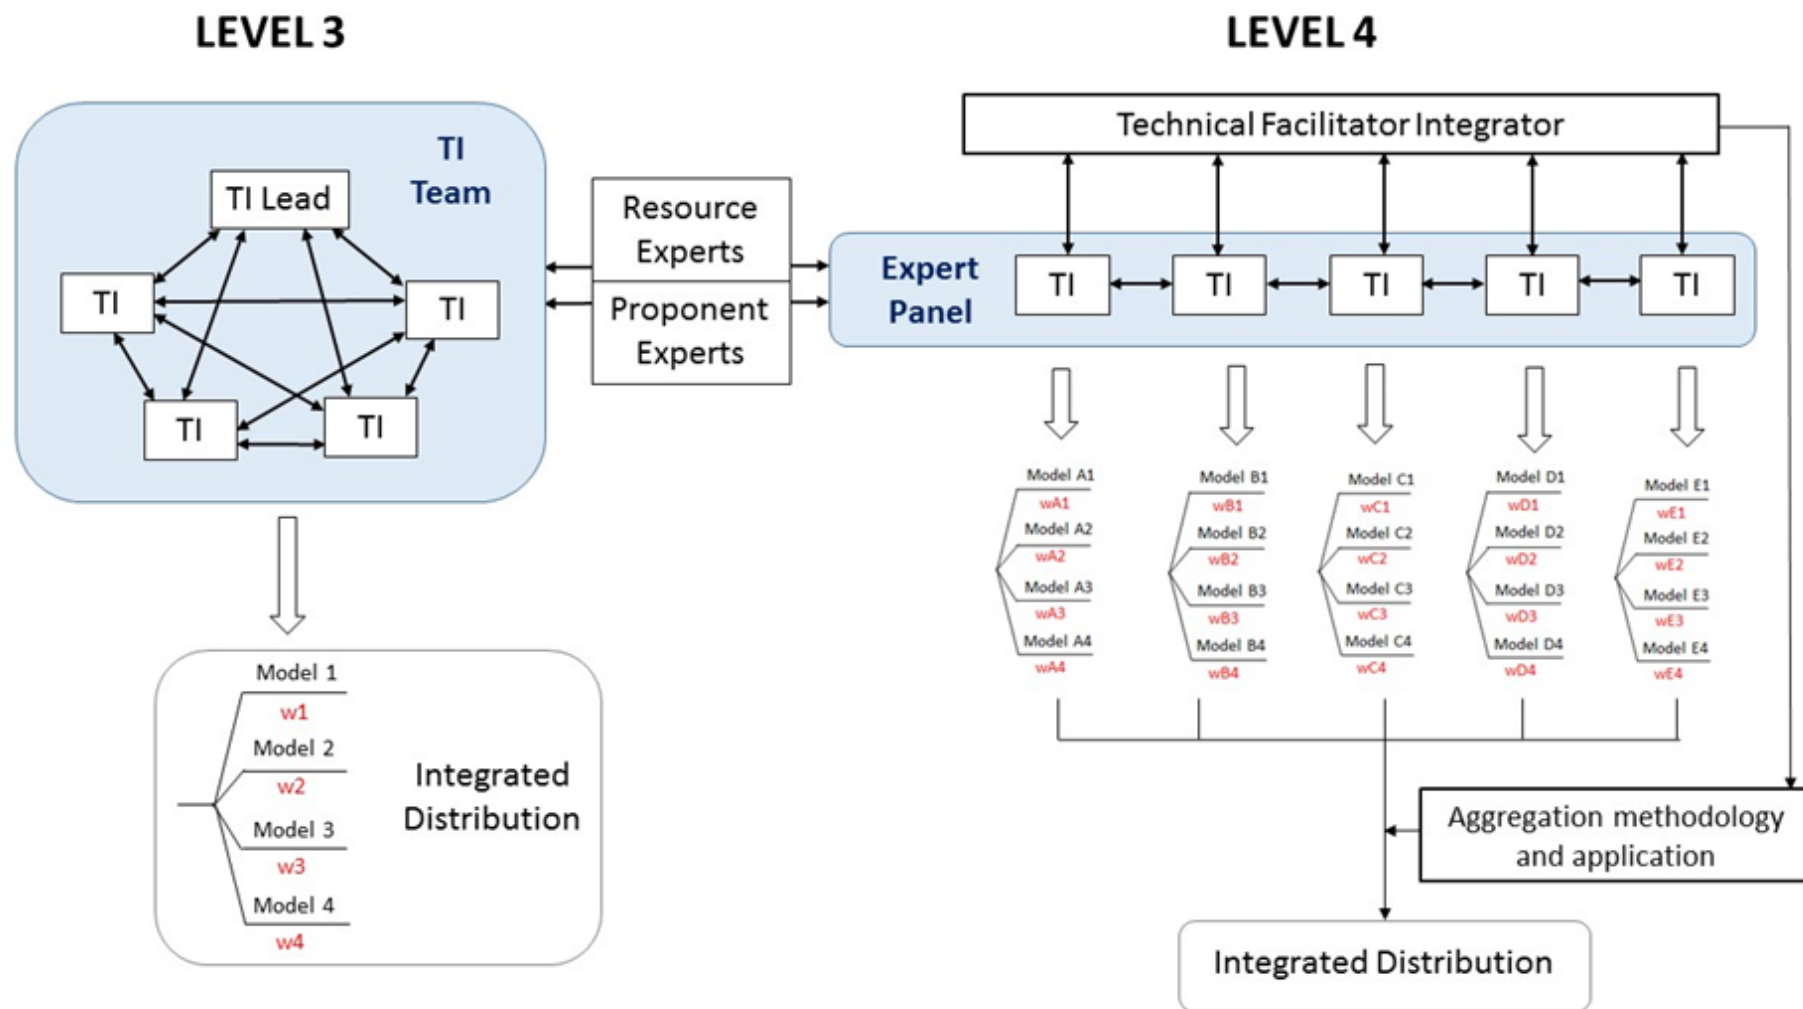 LEVEL 3
TI
Team
TI Lead
TI
TI
TI
TI
Model 1
w1
Model 2
w2
Model 3
w3
Model 4
w4
Integrated
Distribution
Resource
Experts
Proponent
Experts
LEVEL 4
Technical Facilitator Integrator
Expert
Panel
TI
TI
TI
TI
TI
Model A1
wA1
Model A2
wA2
Model A3
wA3
Model A4
wA4
Model B1
wB1
Model B2
wB2
Model B3
wB3
Model B4
wB4
Model C1
wC1
Model C2
wC2
Model C3
wC3
Model C4
wC4
Model D1
wD1
Model D2
wD2
Model D3
wD3
Model D4
wD4
Model E1
wE1
Model E2
wE2
Model E3
wE3
Model E4
wE4
Aggregation methodology
and application
Integrated Distribution